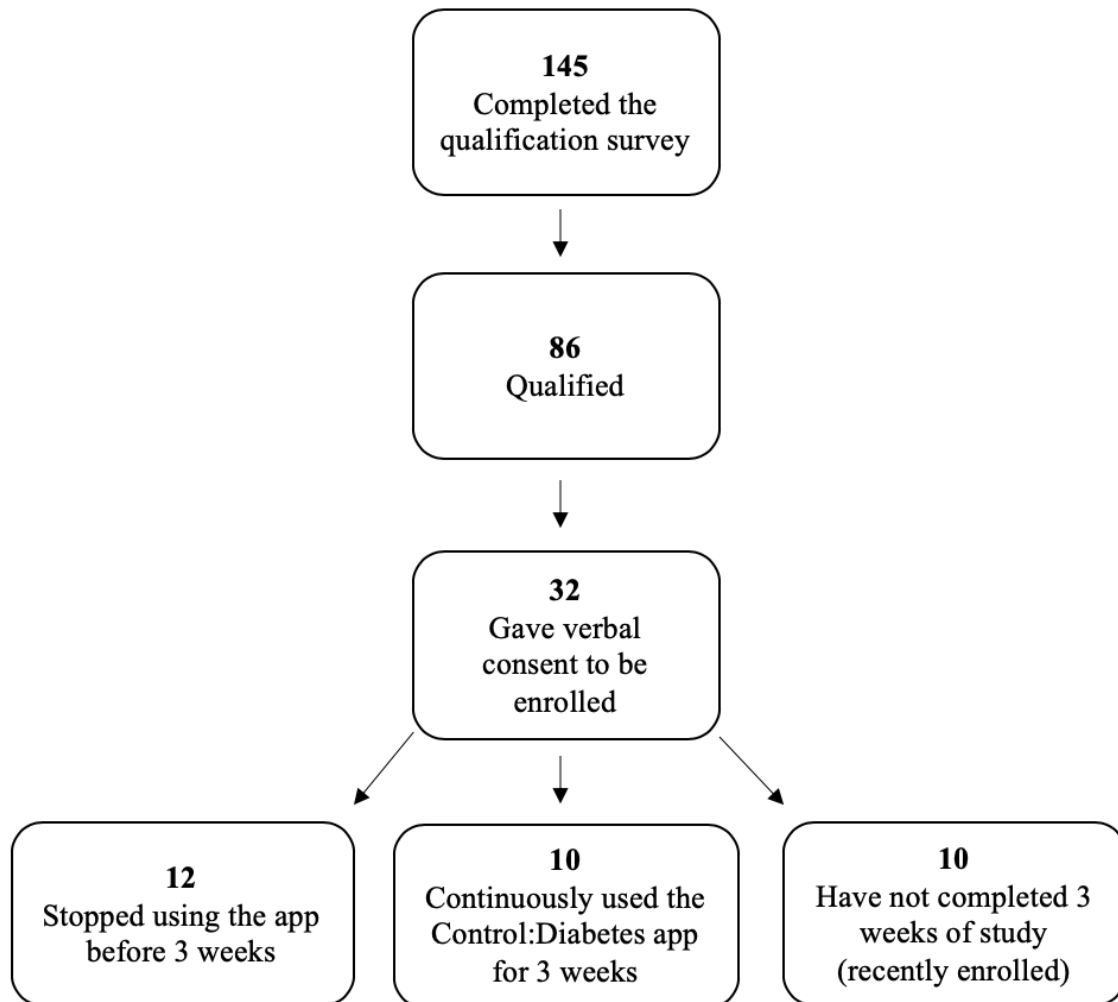 145
Completed the
qualification survey
86
Qualified
32
Gave verbal
consent to be
enrolled
12
Stopped using the app
before 3 weeks
10
Continuously used the
Control:Diabetes app
for 3 weeks
10
Have not completed 3
weeks of study
(recently enrolled)